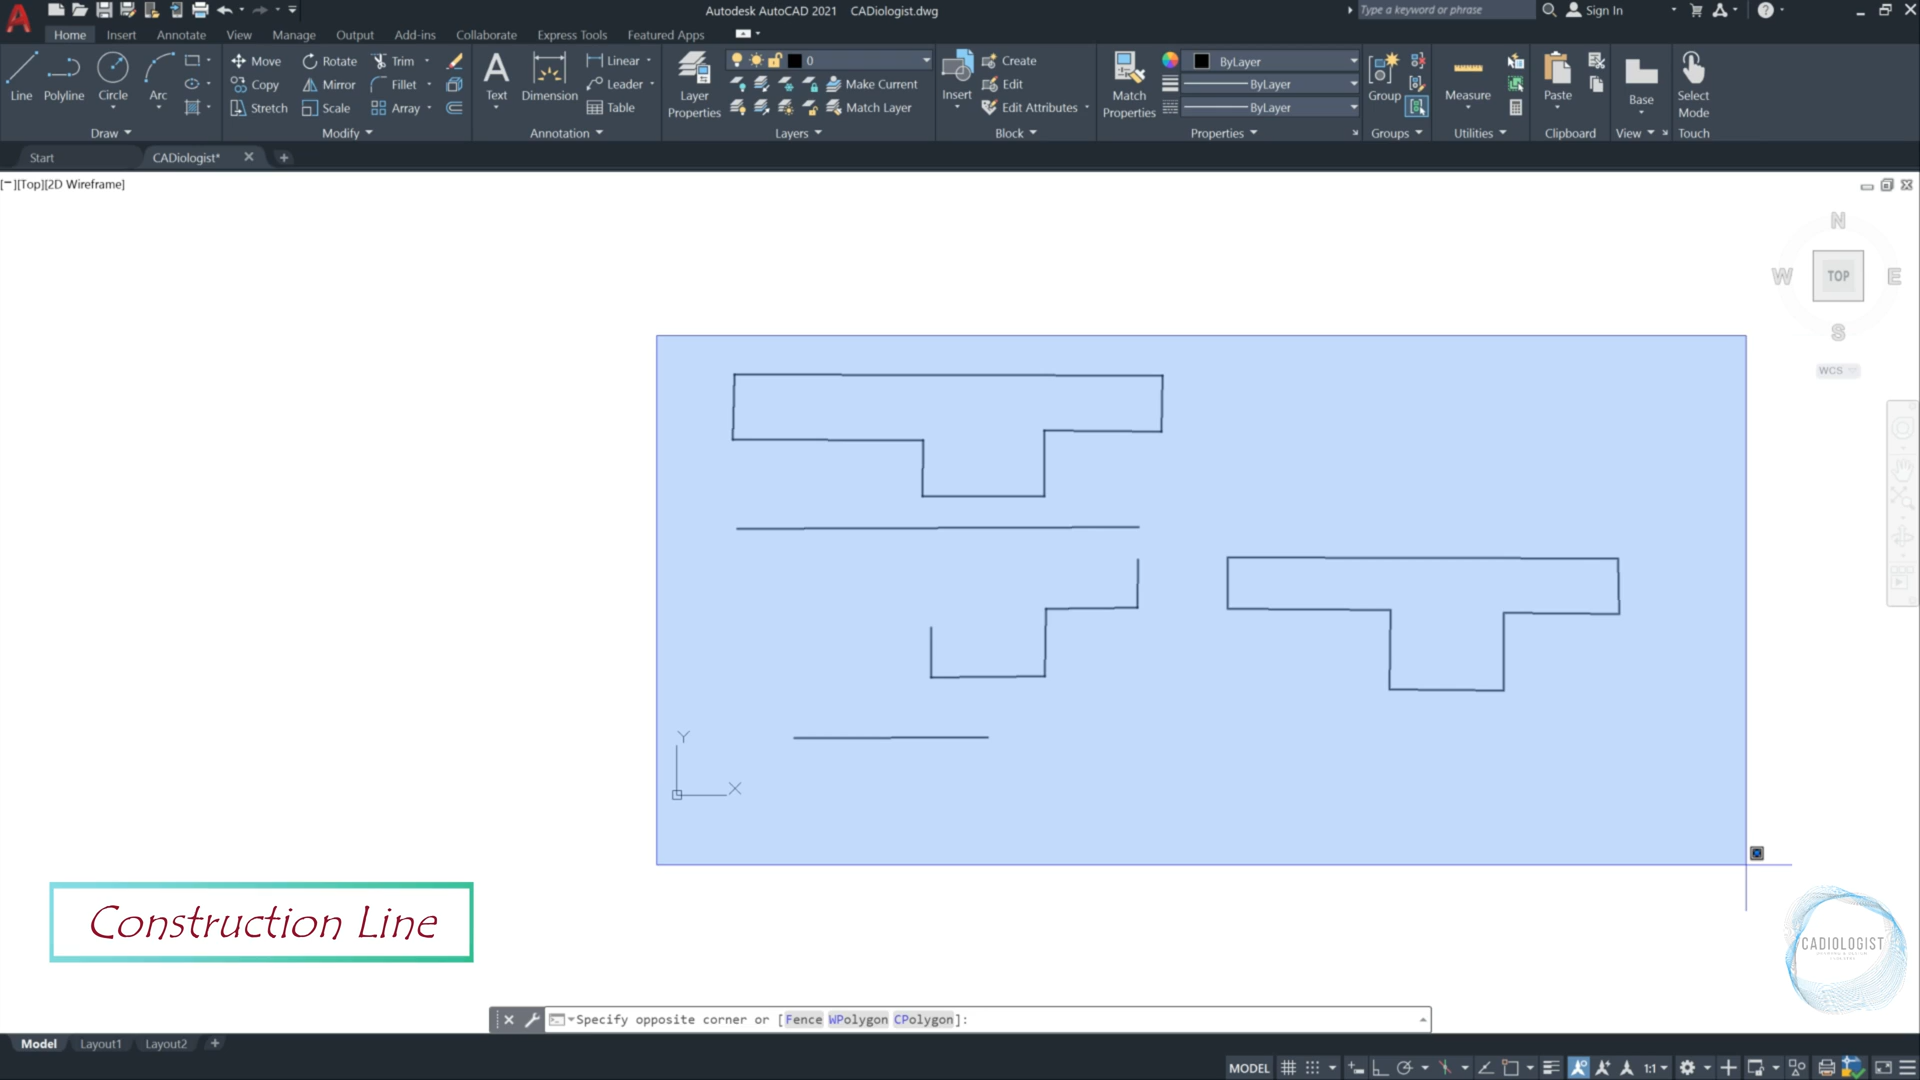 Autodesk AutoCAD 2021 CADiologist.dwg
Type a keyword or phrase
Sign In
Home Insert Annotate View Manage Output Add-ins Collaborate Express Tools Featured Apps
Line Polyline Circle Arc
Move Rotate Trim
Copy Mirror Fillet
Stretch Scale Array
Text Dimension
Linear
Leader
Table
Layer Properties
0
Make Current
Match Layer
Insert
Create
Edit
Edit Attributes
Match Properties
ByLayer
ByLayer
ByLayer
Group
Measure
Paste
Base
Select Mode
Draw Modify Annotation Layers Block Properties Groups Utilities Clipboard View Touch
Start CADiologist*
[−][Top][2D Wireframe]
N
W TOP E
S
WCS
Y
X
Construction Line
CADIOLOGIST
Specify opposite corner or [Fence WPolygon CPolygon]:
Model Layout1 Layout2
MODEL 1:1